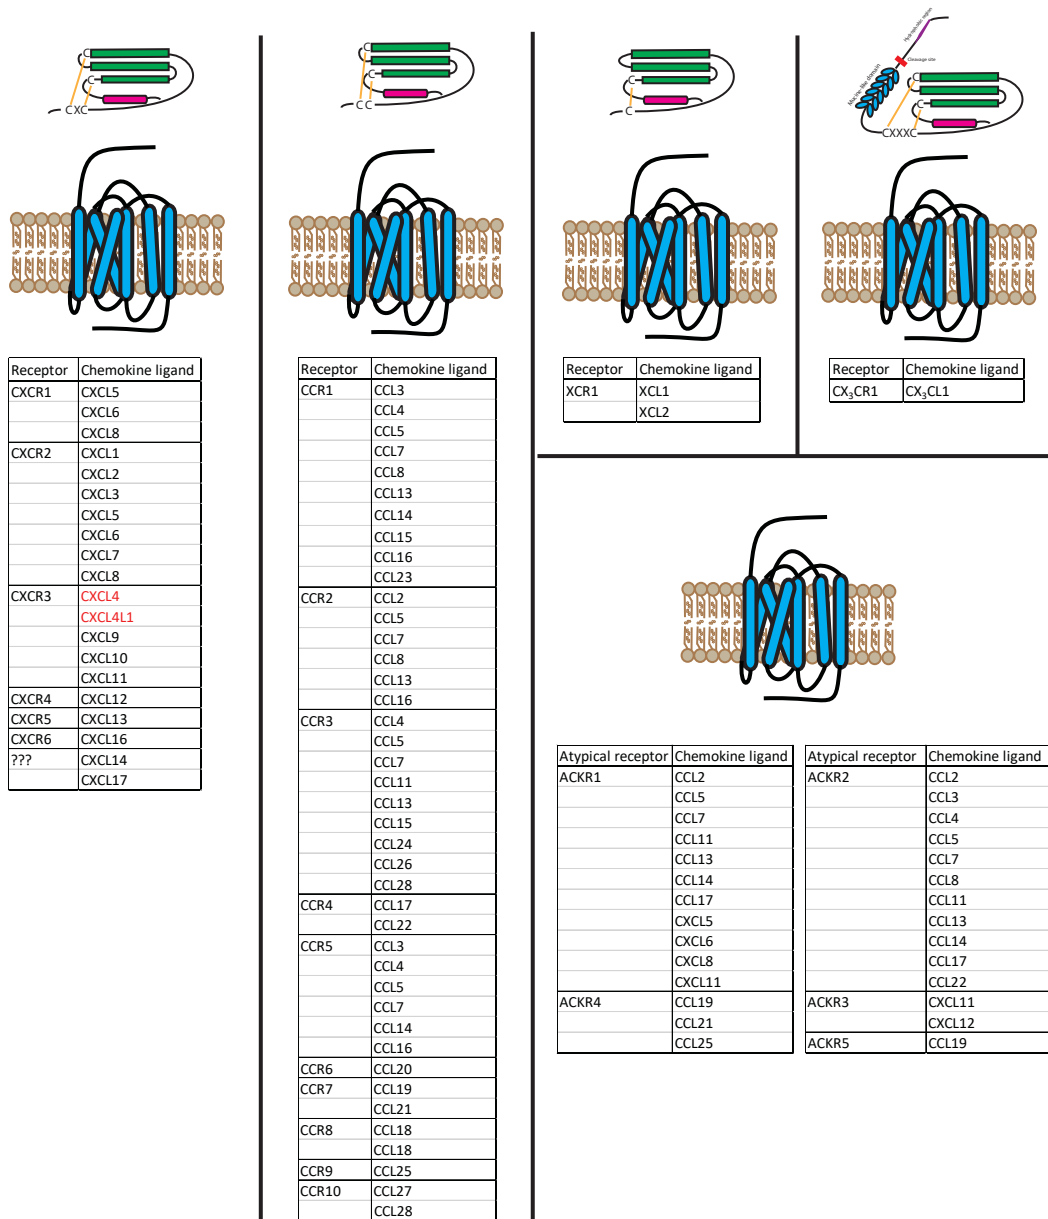 C
C
CXC
Receptor Chemokine ligand
CXCR1 CXCL5
CXCL6
CXCL8
CXCR2 CXCL1
CXCL2
CXCL3
CXCL5
CXCL6
CXCL7
CXCL8
CXCR3 CXCL4
CXCL4L1
CXCL9
CXCL10
CXCL11
CXCR4 CXCL12
CXCR5 CXCL13
CXCR6 CXCL16
??? CXCL14
CXCL17
C
C
C C
Receptor Chemokine ligand
CCR1 CCL3
CCL4
CCL5
CCL7
CCL8
CCL13
CCL14
CCL15
CCL16
CCL23
CCR2 CCL2
CCL5
CCL7
CCL8
CCL13
CCL16
CCR3 CCL4
CCL5
CCL7
CCL11
CCL13
CCL15
CCL24
CCL26
CCL28
CCR4 CCL17
CCL22
CCR5 CCL3
CCL4
CCL5
CCL7
CCL14
CCL16
CCR6 CCL20
CCR7 CCL19
CCL21
CCR8 CCL18
CCL18
CCR9 CCL25
CCR10 CCL27
CCL28
C
C
Receptor Chemokine ligand
XCR1 XCL1
XCL2
Hydrophobic region
Cleavage site
Mucine-like domain
C
C
CXXXC
Receptor Chemokine ligand
CX₃CR1 CX₃CL1
Atypical receptor Chemokine ligand
ACKR1 CCL2
CCL5
CCL7
CCL11
CCL13
CCL14
CCL17
CXCL5
CXCL6
CXCL8
CXCL11
ACKR4 CCL19
CCL21
CCL25
Atypical receptor Chemokine ligand
ACKR2 CCL2
CCL3
CCL4
CCL5
CCL7
CCL8
CCL11
CCL13
CCL14
CCL17
CCL22
ACKR3 CXCL11
CXCL12
ACKR5 CCL19